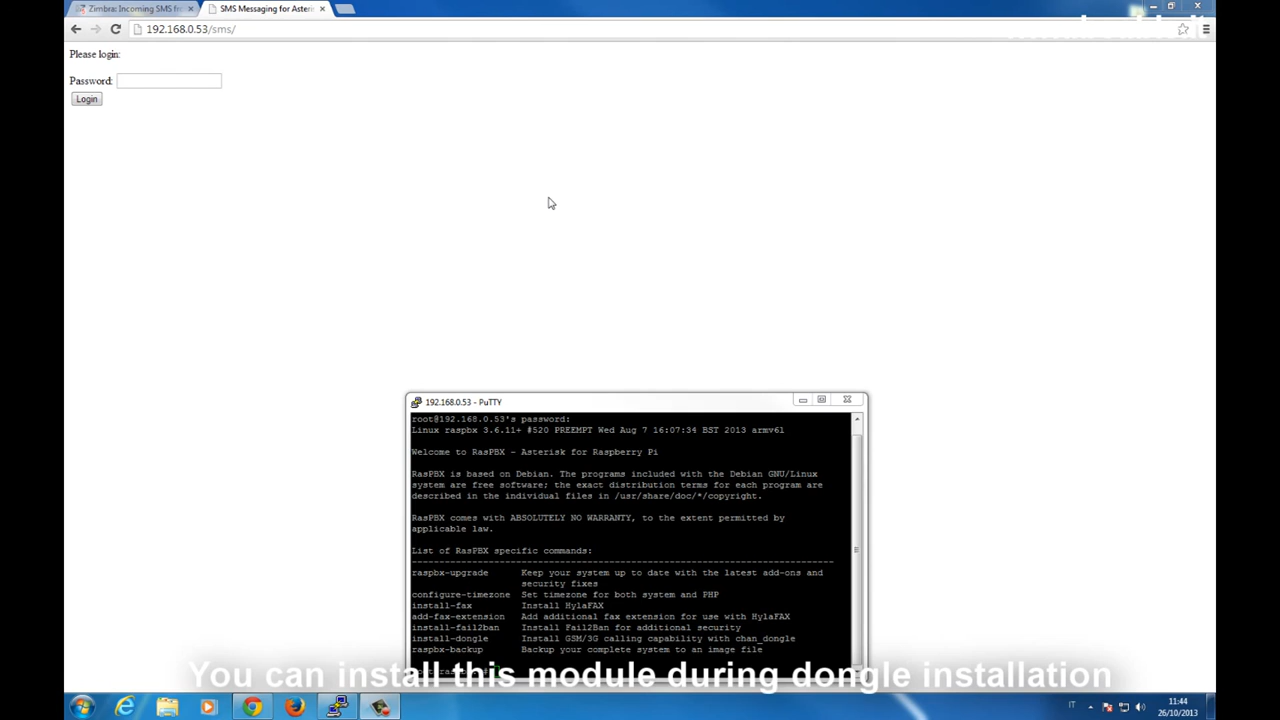 Zimbra: Incoming SMS fr
SMS Messaging for Asteri
192.168.0.53/sms/
Please login:
Password:
Login
192.168.0.53 - PuTTY
root@192.168.0.53's password:
Linux raspbx 3.6.11+ #520 PREEMPT Wed Aug 7 16:07:34 BST 2013 armv6l
Welcome to RasPBX - Asterisk for Raspberry Pi
RasPBX is based on Debian. The programs included with the Debian GNU/Linux
system are free software; the exact distribution terms for each program are
described in the individual files in /usr/share/doc/*/copyright.
RasPBX comes with ABSOLUTELY NO WARRANTY, to the extent permitted by
applicable law.
List of RasPBX specific commands:
raspbx-upgrade Keep your system up to date with the latest add-ons and
security fixes
configure-timezone Set timezone for both system and PHP
install-fax Install HylaFAX
add-fax-extension Add additional fax extension for use with HylaFAX
install-fail2ban Install Fail2Ban for additional security
install-dongle Install GSM/3G calling capability with chan_dongle
raspbx-backup Backup your complete system to an image file
You can install this module during dongle installation
IT
11:44
26/10/2013